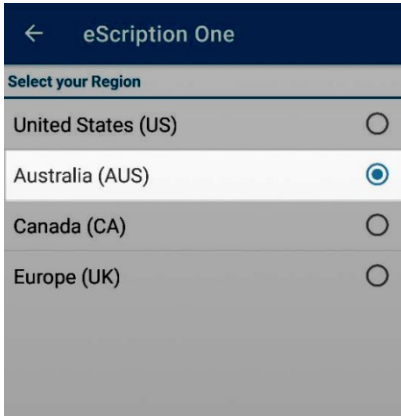 eScription One
Select your Region
United States (US)
Australia (AUS)
Canada (CA)
Europe (UK)